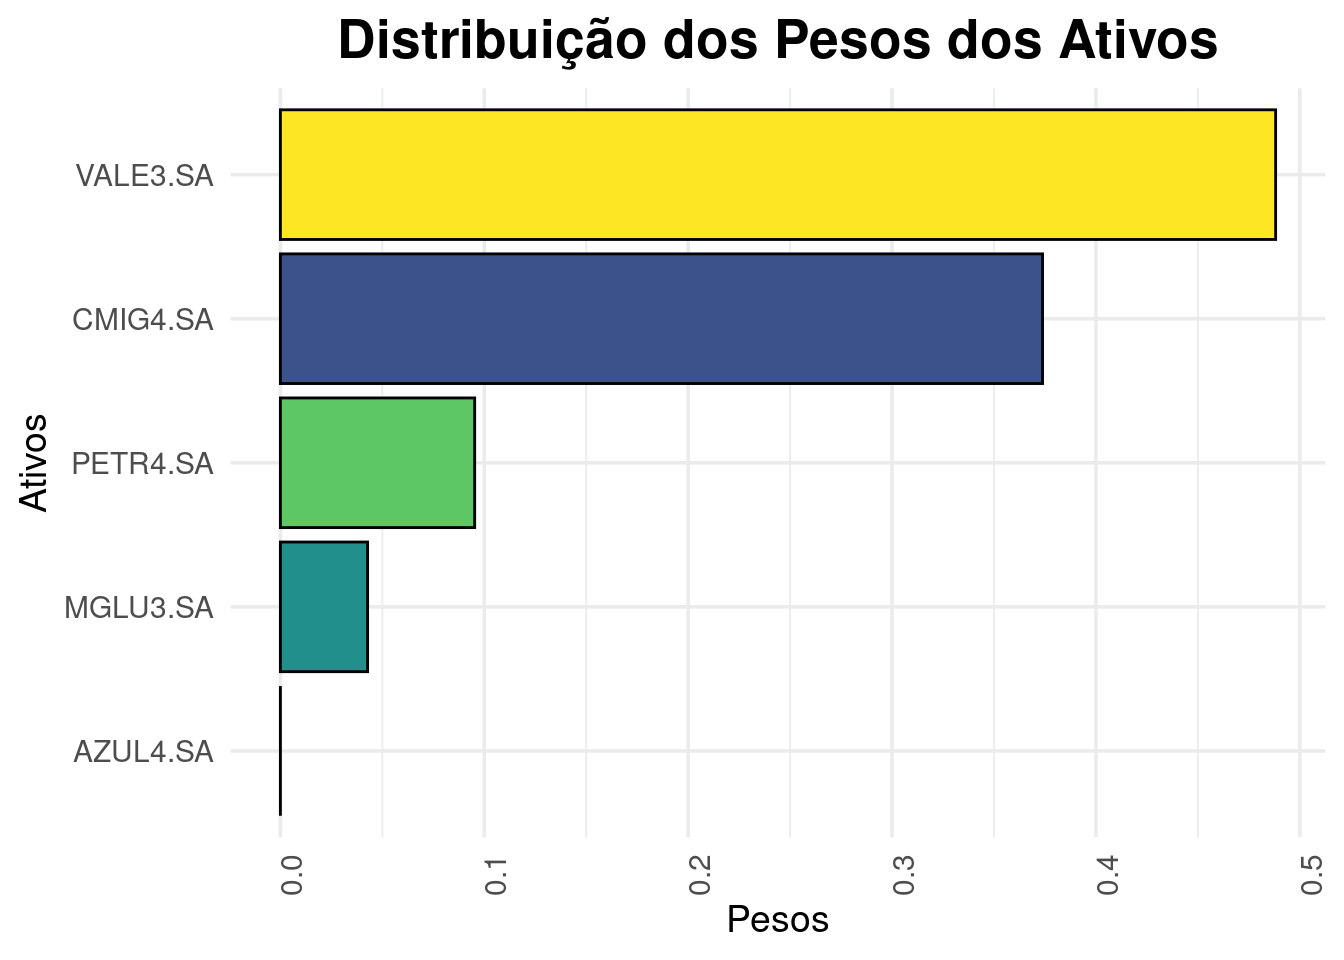 Distribuição dos Pesos dos Ativos
VALE3.SA
CMIG4.SA
PETR4.SA
MGLU3.SA
AZUL4.SA
Ativos
0.0
0.1
0.2
0.3
0.4
0.5
Pesos